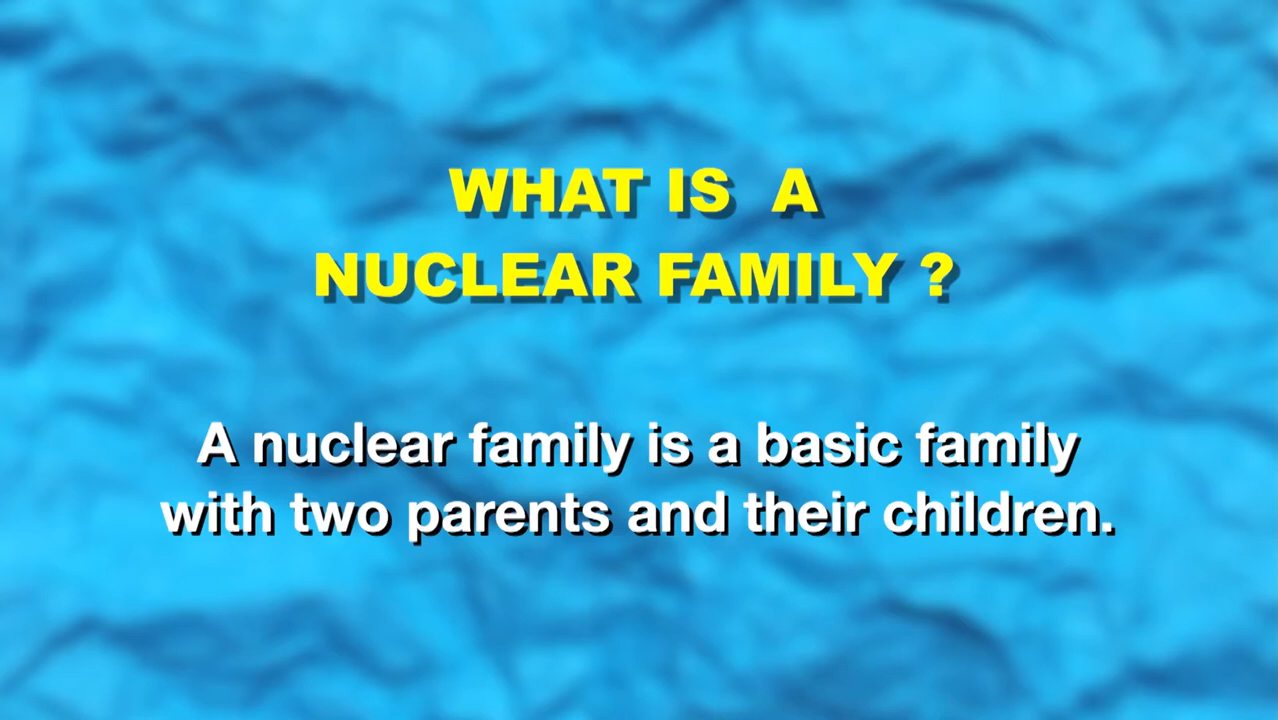 WHAT IS A
NUCLEAR FAMILY ?
A nuclear family is a basic family
with two parents and their children.